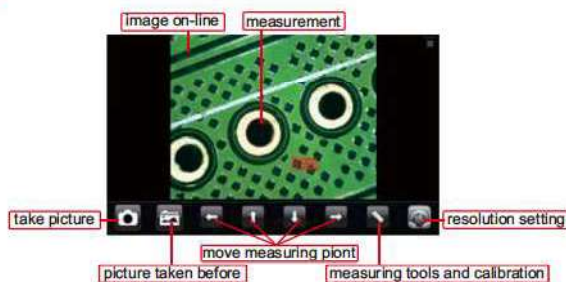 image on-line
measurement
take picture
resolution setting
move measuring piont
picture taken before
measuring tools and calibration